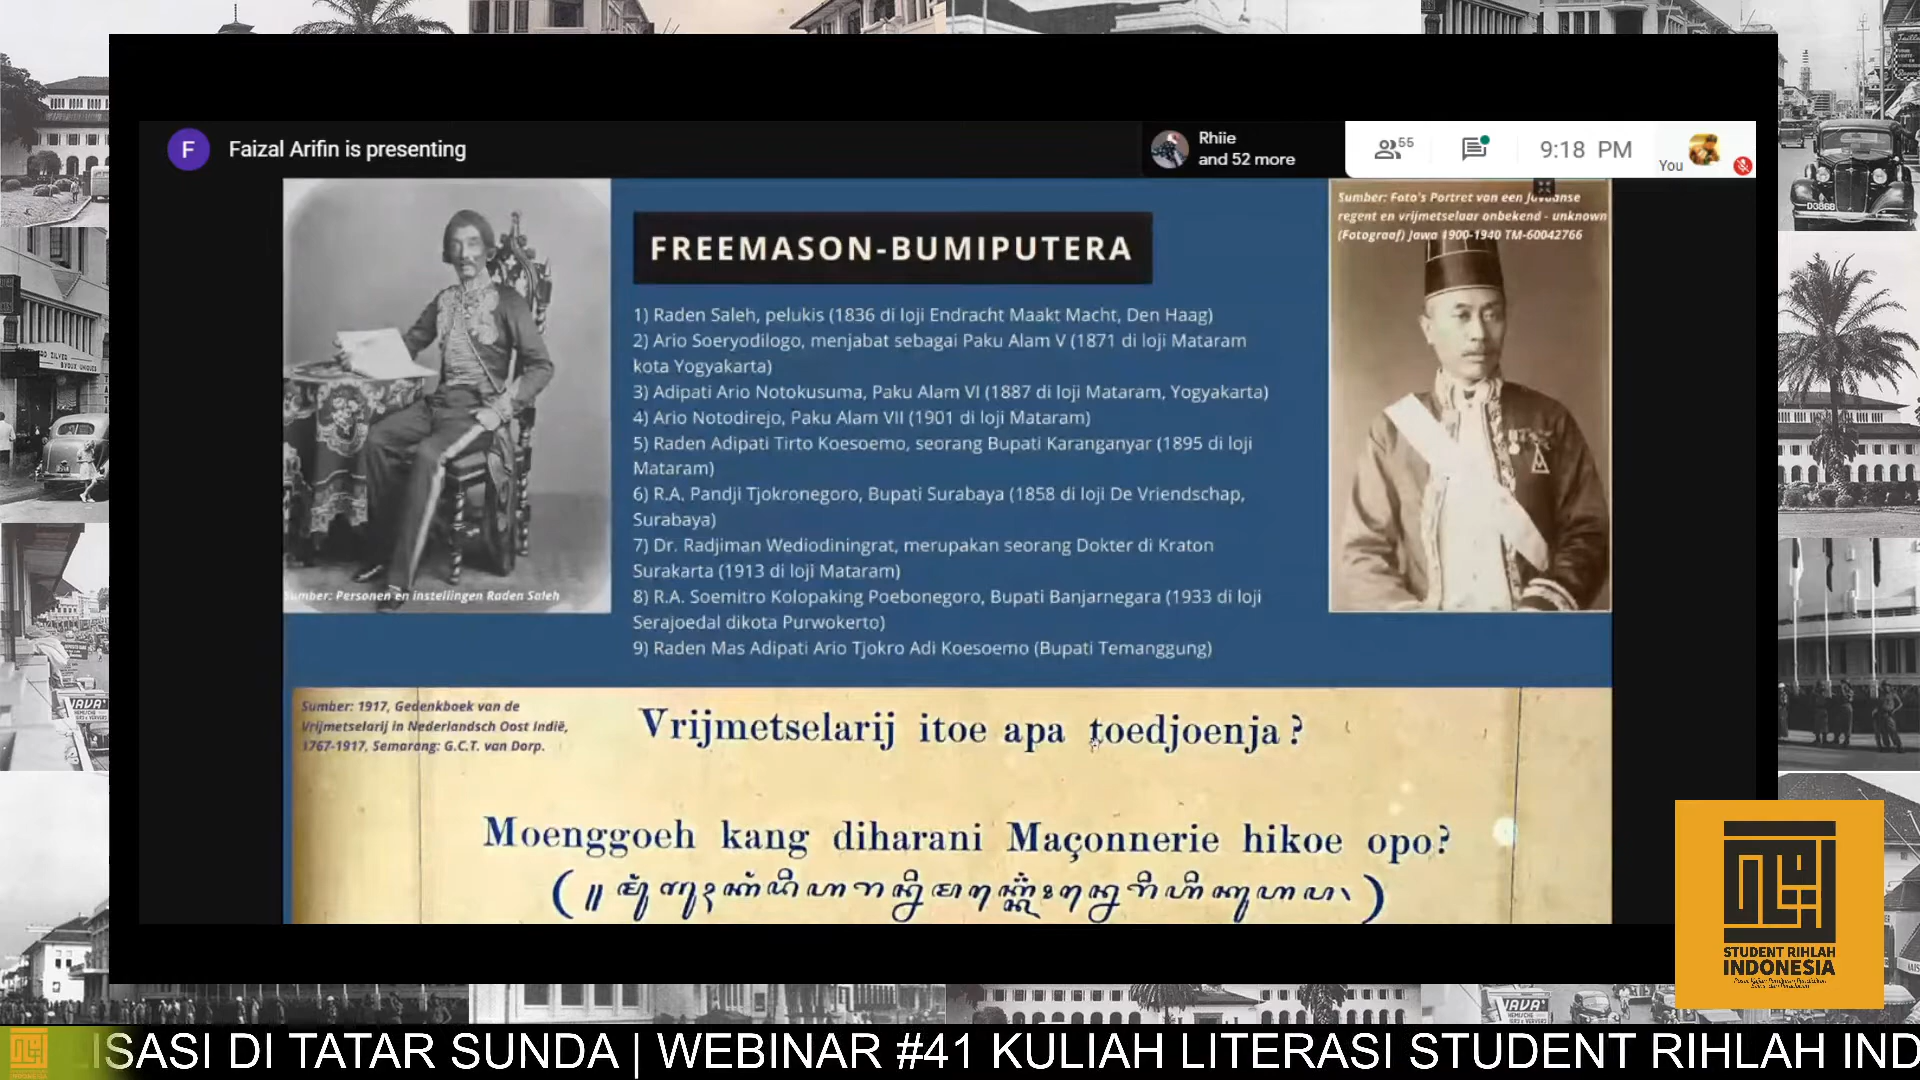 F
Faizal Arifin is presenting
Rhiie
and 52 more
55
9:18 PM
You
Sumber: Foto's Portret van een Javaanse
regent en vrijmetselaar onbekend - unknown
(Fotograaf) Jawa 1900-1940 TM-60042766
FREEMASON-BUMIPUTERA
1) Raden Saleh, pelukis (1836 di loji Endracht Maakt Macht, Den Haag)
2) Ario Soeryodilogo, menjabat sebagai Paku Alam V (1871 di loji Mataram
kota Yogyakarta)
3) Adipati Ario Notokusuma, Paku Alam VI (1887 di loji Mataram, Yogyakarta)
4) Ario Notodirejo, Paku Alam VII (1901 di loji Mataram)
5) Raden Adipati Tirto Koesoemo, seorang Bupati Karanganyar (1895 di loji
Mataram)
6) R.A. Pandji Tjokronegoro, Bupati Surabaya (1858 di loji De Vriendschap,
Surabaya)
7) Dr. Radjiman Wediodiningrat, merupakan seorang Dokter di Kraton
Surakarta (1913 di loji Mataram)
8) R.A. Soemitro Kolopaking Poebonegoro, Bupati Banjarnegara (1933 di loji
Serajoedal dikota Purwokerto)
9) Raden Mas Adipati Ario Tjokro Adi Koesoemo (Bupati Temanggung)
Sumber: Personen en instellingen Raden Saleh
Sumber: 1917, Gedenkboek van de
Vrijmetselarij in Nederlandsch Oost Indië,
1767-1917, Semarang: G.C.T. van Dorp.
Vrijmetselarij itoe apa toedjoenja?
Moenggoeh kang diharani Maçonnerie hikoe opo?
STUDENT RIHLAH
INDONESIA
ISASI DI TATAR SUNDA | WEBINAR #41 KULIAH LITERASI STUDENT RIHLAH IND